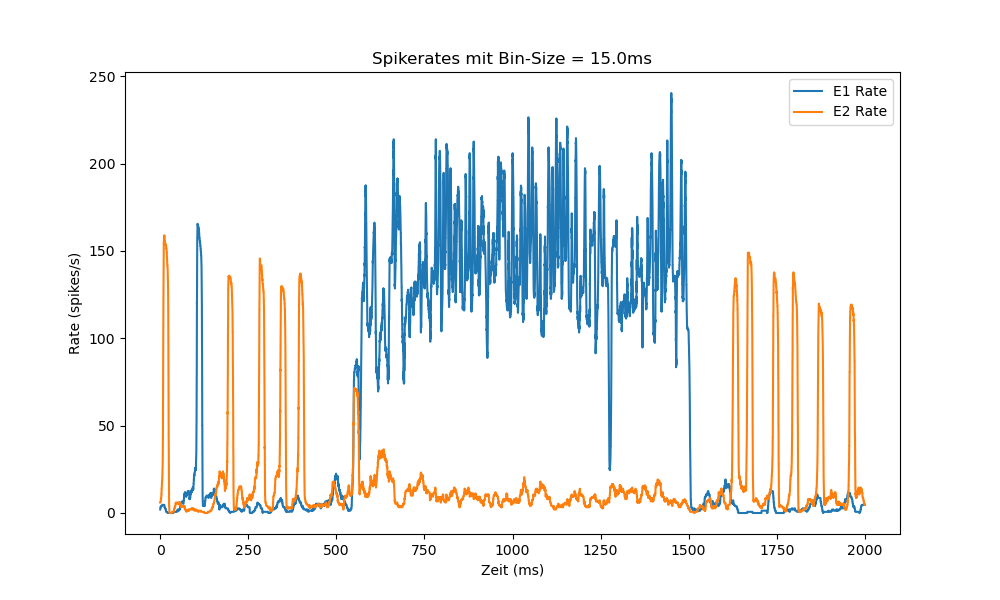 Spikerates mit Bin-Size = 15.0ms
E1 Rate
E2 Rate
250
200
150
100
50
0
Rate (spikes/s)
0 250 500 750 1000 1250 1500 1750 2000
Zeit (ms)